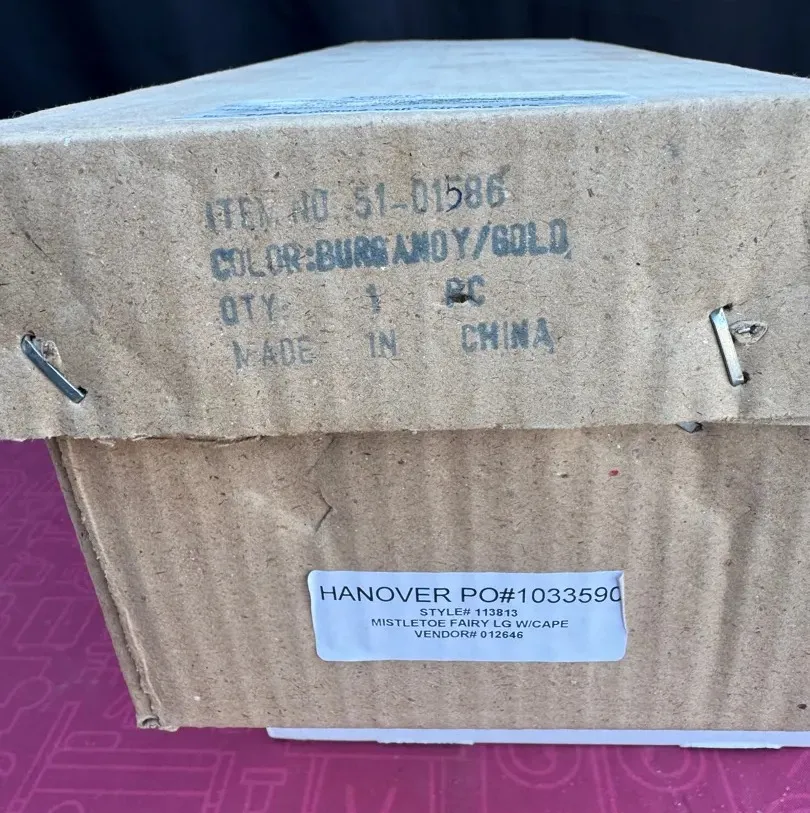 ITEM NO. 51-01586
COLOR:BURGANDY/GOLD
QTY 1 PC
MADE IN CHINA
HANOVER PO#1033590
STYLE# 113813
MISTLETOE FAIRY LG W/CAPE
VENDOR# 012646